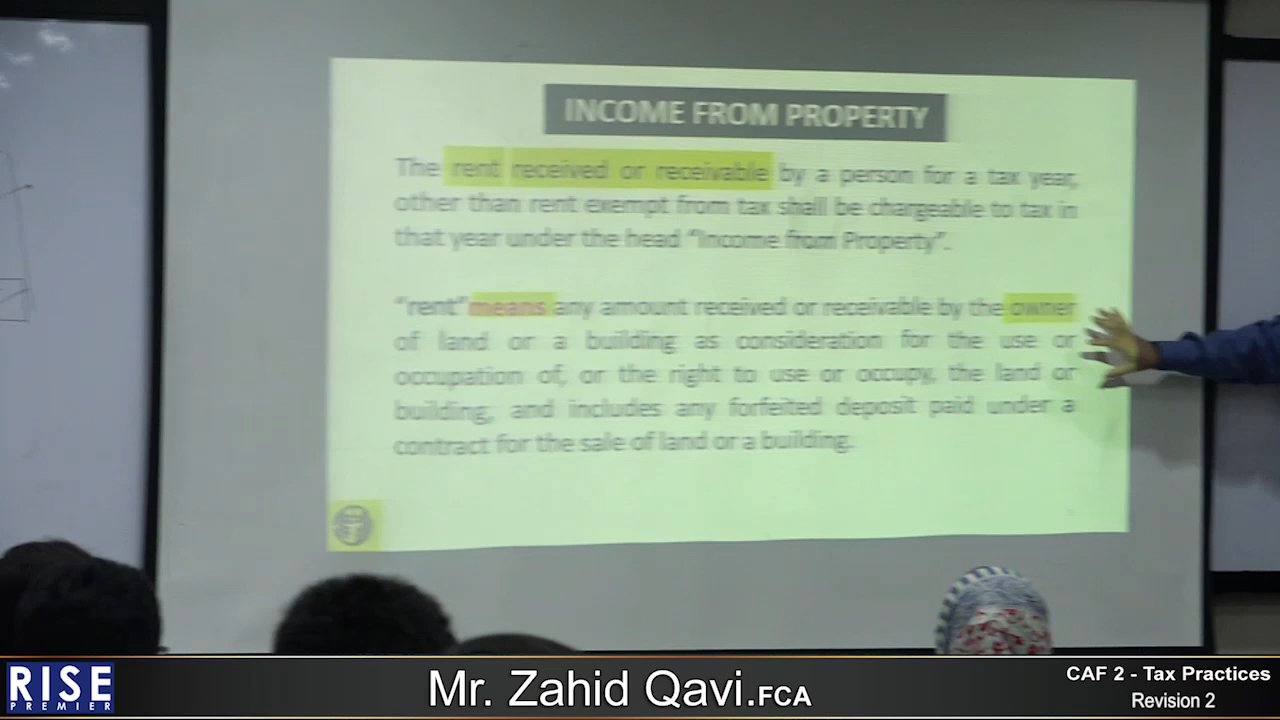 INCOME FROM PROPERTY
The rent received or receivable by a person for a tax year,
other than rent exempt from tax shall be chargeable to tax in
that year under the head "Income from Property".
"rent" means any amount received or receivable by the owner
of land or a building as consideration for the use or
occupation of, or the right to use or occupy, the land or
building; and includes any forfeited deposit paid under a
contract for the sale of land or a building.
RISE
PREMIER
Mr. Zahid Qavi.FCA
CAF 2 - Tax Practices
Revision 2